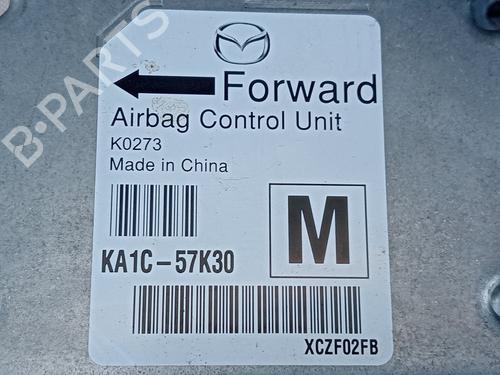 Forward
Airbag Control Unit
K0273
Made in China
KA1C-57K30
M
XCZF02FB
B-PARTS